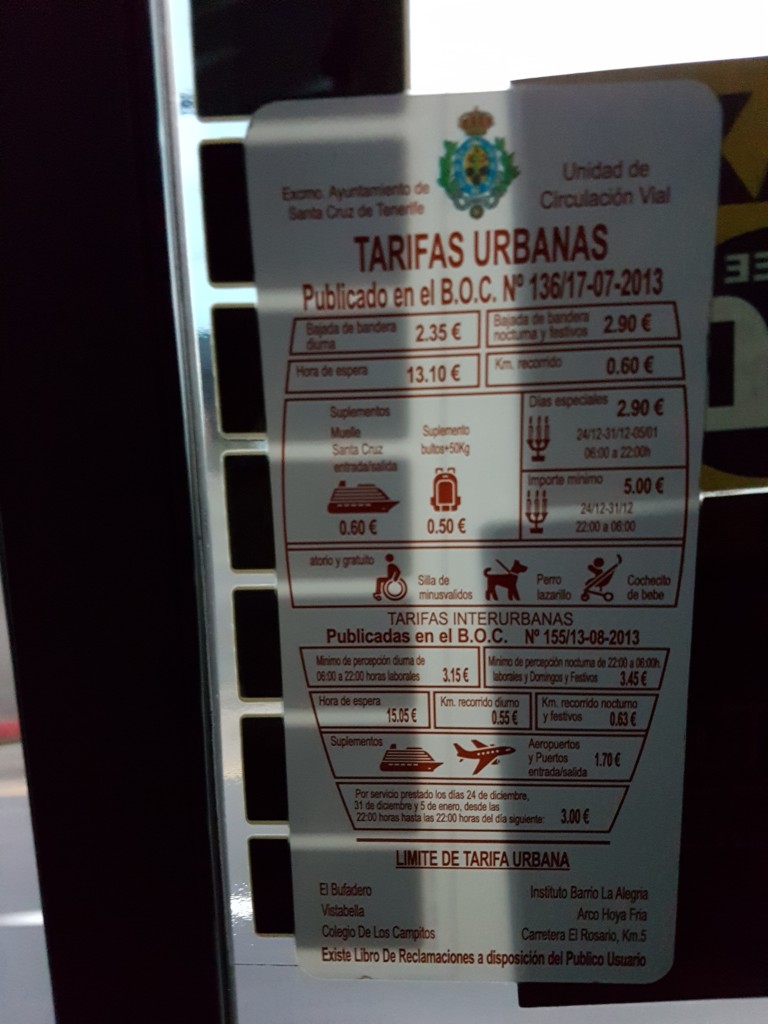 Excmo. Ayuntamiento de
Santa Cruz de Tenerife
Unidad de
Circulación Vial
TARIFAS URBANAS
Publicado en el B.O.C. Nº 136/17-07-2013
Bajada de bandera
diurna
2.35 €
Bajada de bandera
nocturna y festivos
2.90 €
Hora de espera
13.10 €
Km. recorrido
0.60 €
Suplementos
Muelle
Santa Cruz
entrada/salida
0.60 €
Suplemento
bultos+50Kg
0.50 €
Días especiales
2.90 €
24/12-31/12-05/01
06:00 a 22:00h
Importe mínimo
5.00 €
24/12-31/12
22:00 a 06:00
atorio y gratuito
Silla de
minusvalidos
Perro
lazarillo
Cochecito
de bebe
TARIFAS INTERURBANAS
Publicadas en el B.O.C. Nº 155/13-08-2013
Mínimo de percepción diurna de
06:00 a 22:00 horas laborales
3.15 €
Mínimo de percepción nocturna de 22:00 a 06:00h.
laborales y Domingos y Festivos
3.45 €
Hora de espera
15.05 €
Km. recorrido diurno
0.55 €
Km. recorrido nocturno
y festivos
0.63 €
Suplementos
Aeropuertos
y Puertos
entrada/salida
1.70 €
Por servicio prestado los días 24 de diciembre,
31 de diciembre y 5 de enero, desde las
22:00 horas hasta las 22:00 horas del día siguiente:
3.00 €
LIMITE DE TARIFA URBANA
El Bufadero
Vistabella
Colegio De Los Campitos
Instituto Barrio La Alegria
Arco Hoya Fria
Carretera El Rosario, Km.5
Existe Libro De Reclamaciones a disposición del Publico Usuario